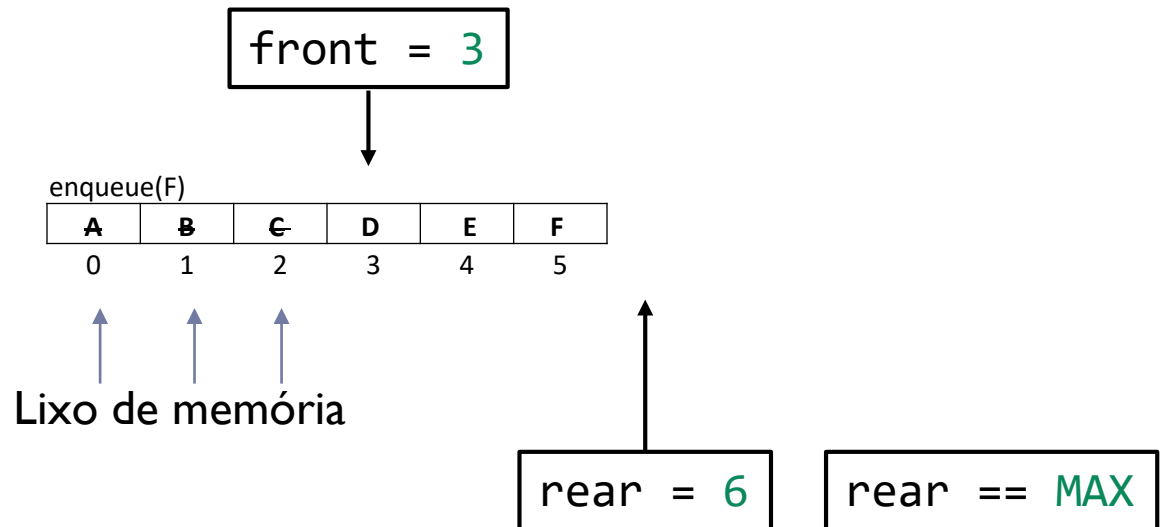 front = 3
enqueue(F)
A B C D E F
0 1 2 3 4 5
Lixo de memória
rear = 6 rear == MAX